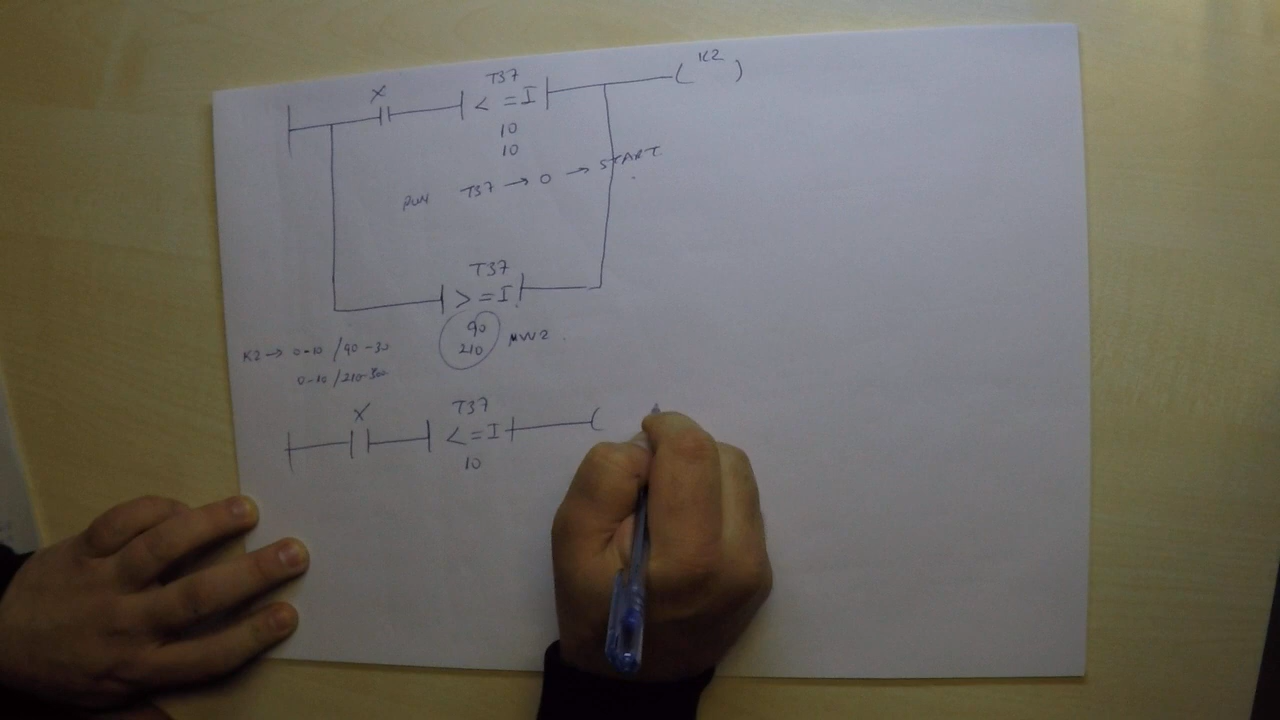 T37
K2
X
< = I
( )
10
10
RUN T37 → 0 → START
T37
> = I
90
210 MW2
K2 → 0-10 / 90-30
0-10 / 210-300
X T37
< = I (
10